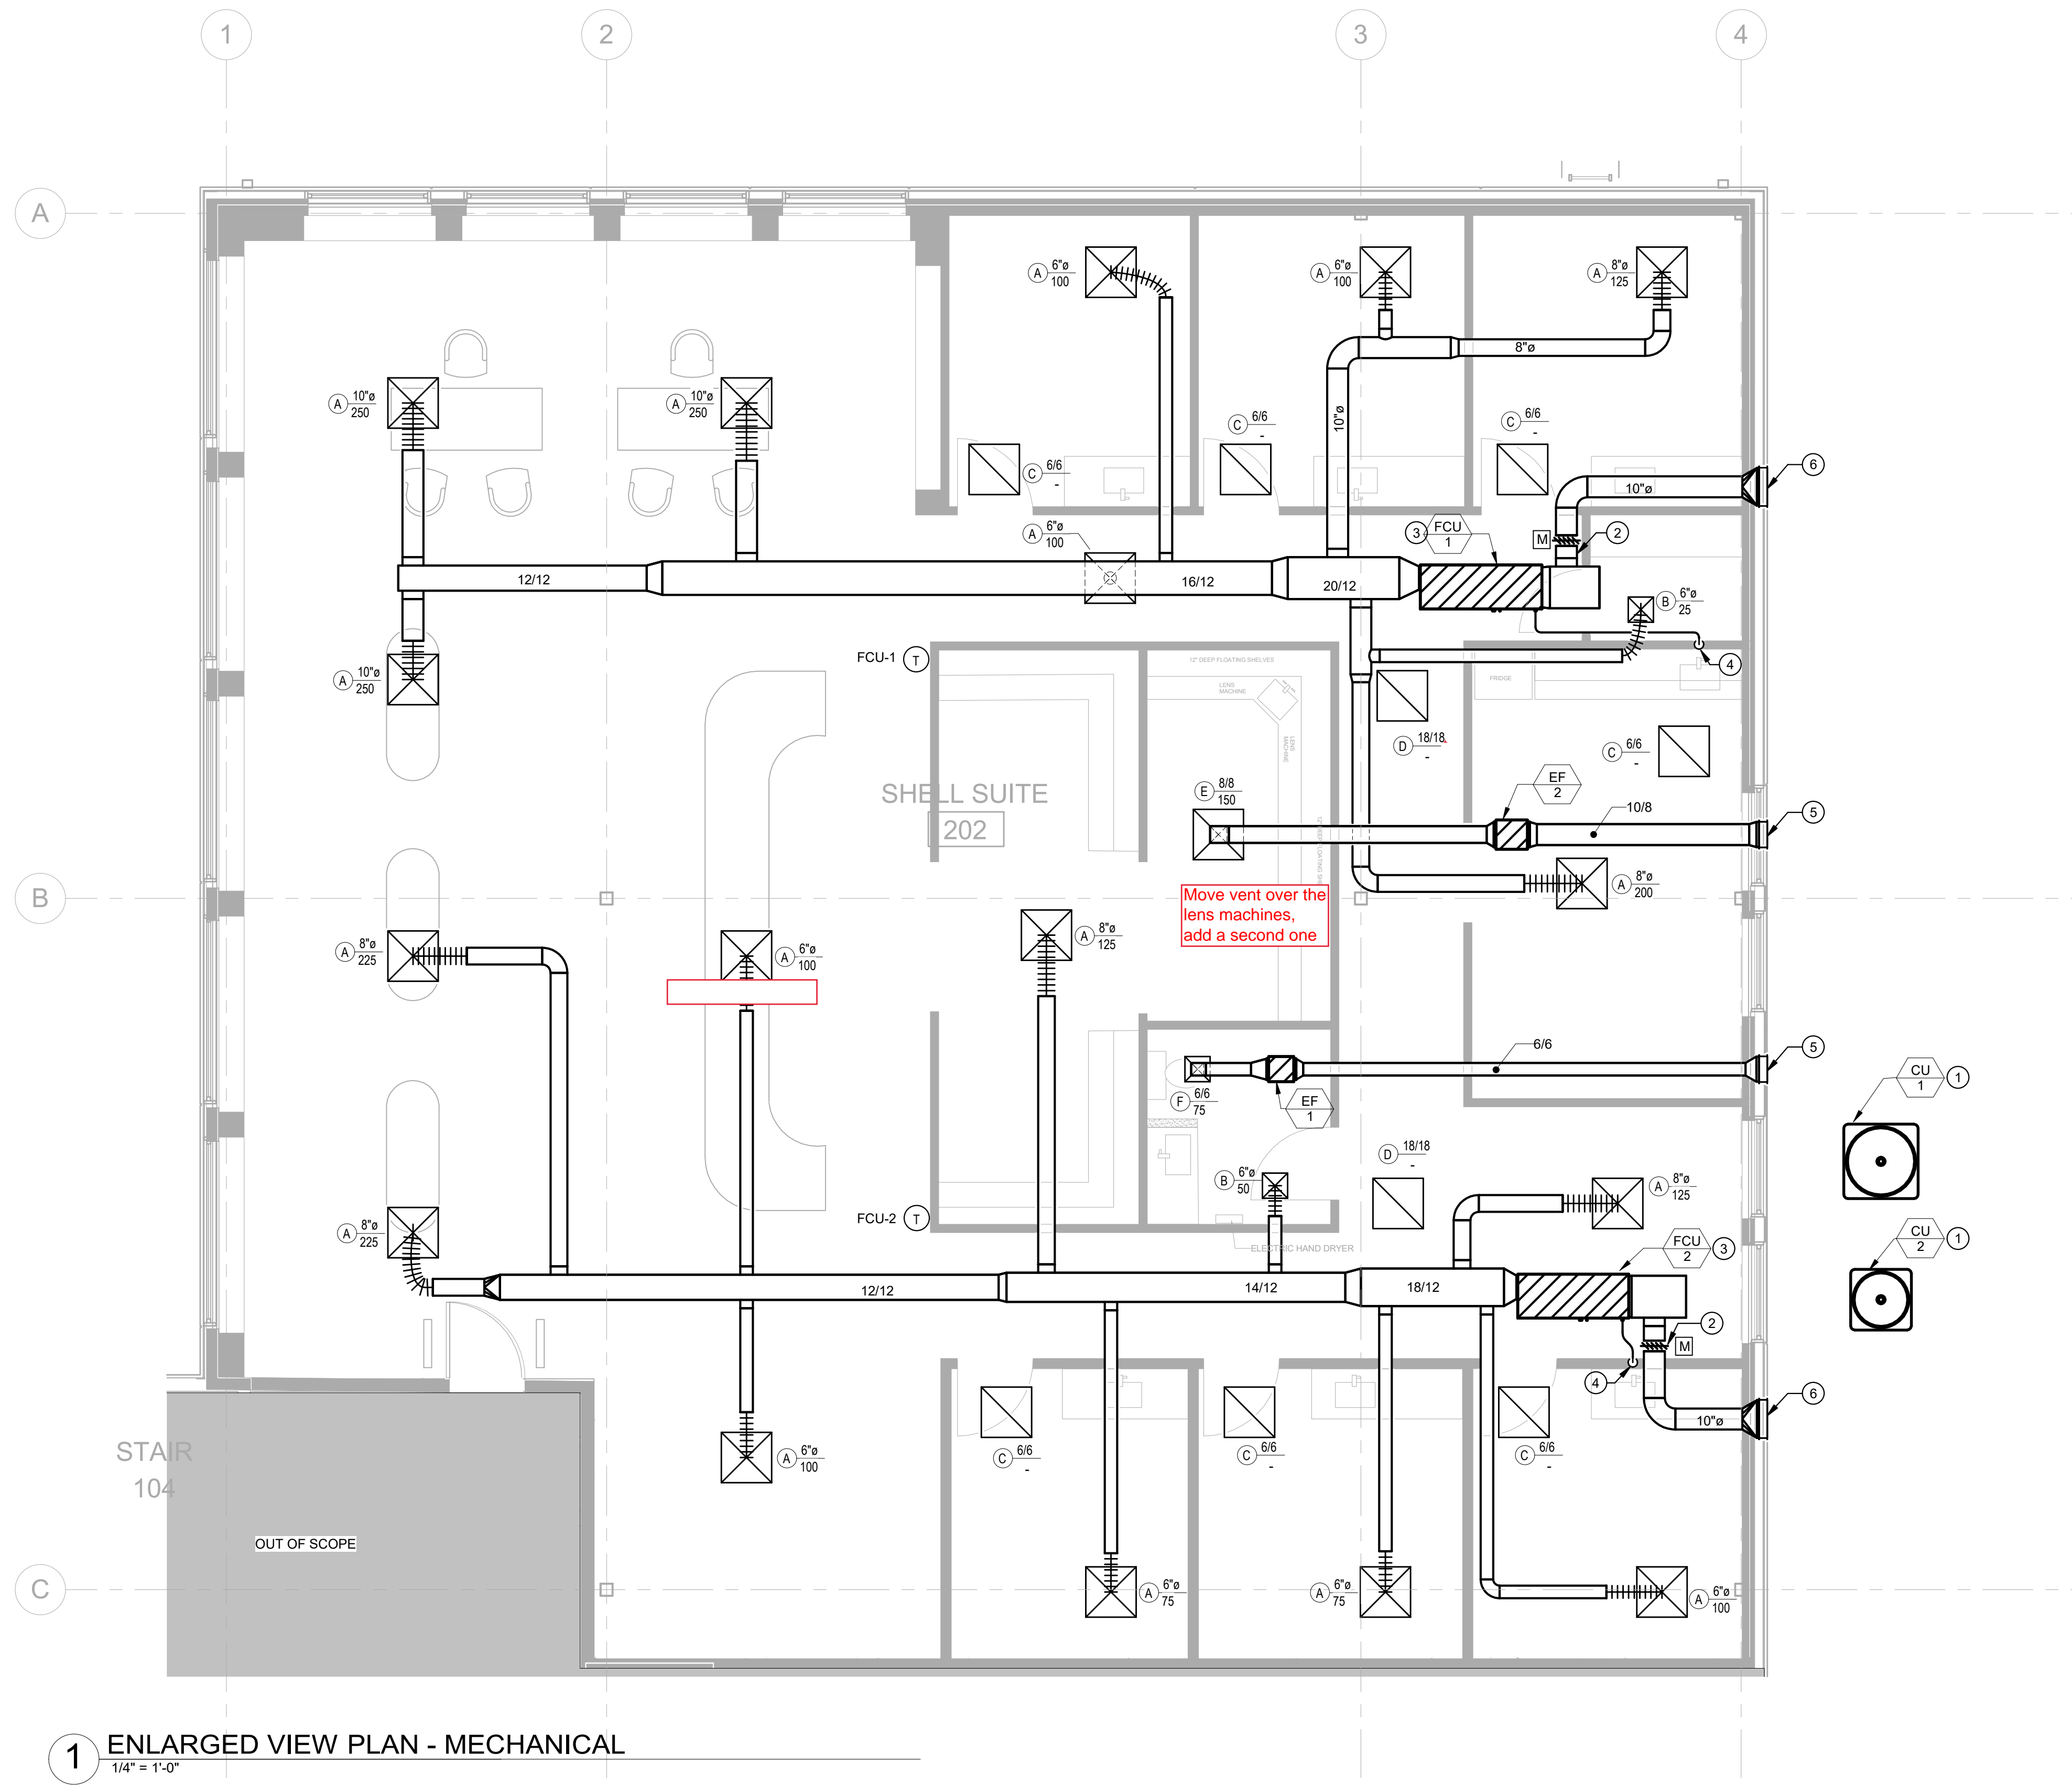 1
2
3
4
A
B
C
A 6"ø
100
A 6"ø
100
A 8"ø
125
8"ø
10"ø
A 10"ø
250
A 10"ø
250
C 6/6
-
C 6/6
-
C 6/6
-
6
10"ø
A 6"ø
100
3 FCU
1
M
2
12/12
16/12
20/12
B 6"ø
25
FCU-1 T
4
A 10"ø
250
12" DEEP FLOATING SHELVES
LENS
MACHINE
LENS
MACHINE
FRIDGE
D 18/18
-
C 6/6
-
SHELL SUITE
202
E 8/8
150
EF
2
10/8
5
12" DEEP FLOATING SHE
A 8"ø
200
Move vent over the
lens machines,
add a second one
A 8"ø
225
A 6"ø
100
A 8"ø
125
6/6
5
F 6/6
75
EF
1
CU
1
1
D 18/18
-
B 6"ø
50
A 8"ø
125
FCU-2 T
A 8"ø
225
ELECTRIC HAND DRYER
FCU
2
3
CU
2
1
12/12
14/12
18/12
2
M
4
6
10"ø
A 6"ø
100
C 6/6
-
C 6/6
-
C 6/6
-
STAIR
104
OUT OF SCOPE
A 6"ø
75
A 6"ø
75
A 6"ø
100
1 ENLARGED VIEW PLAN - MECHANICAL
1/4" = 1'-0"